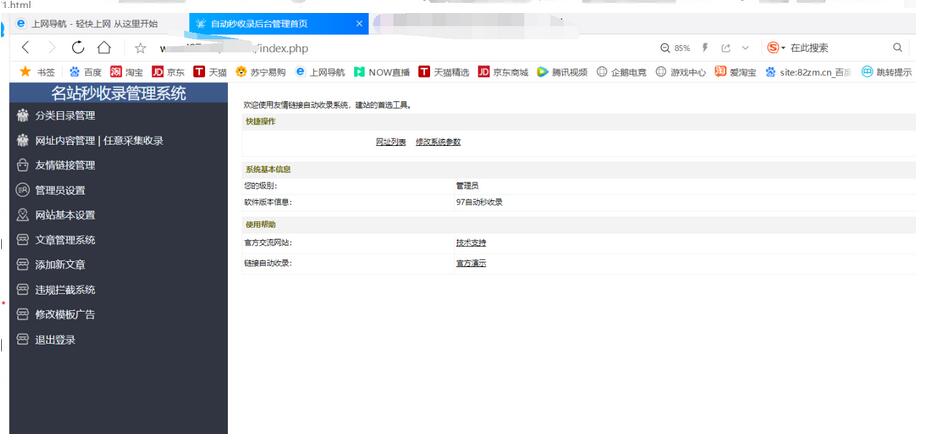 1.html
上网导航 - 轻快上网 从这里开始
自动秒收录后台管理首页
/index.php
85%
在此搜索
书签 百度 淘宝 京东 天猫 苏宁易购 上网导航 NOW直播 天猫精选 京东商城 腾讯视频 企鹅电竞 游戏中心 爱淘宝 site:82zm.cn_百度 跳转提示
名站秒收录管理系统
分类目录管理
网址内容管理 | 任意采集收录
友情链接管理
管理员设置
网站基本设置
文章管理系统
添加新文章
违规拦截系统
修改模板广告
退出登录
欢迎使用友情链接自动收录系统，建站的首选工具。
快捷操作
网址列表 修改系统参数
系统基本信息
您的级别： 管理员
软件版本信息： 97自动秒收录
使用帮助
官方交流网站： 技术支持
链接自动收录： 官方演示